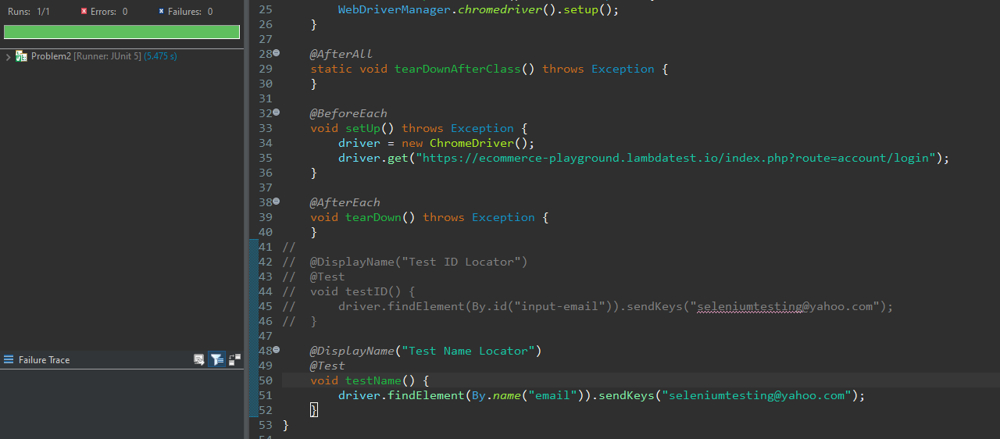 Runs: 1/1 Errors: 0 Failures: 0
Problem2 [Runner: JUnit 5] (5.475 s)
Failure Trace
25 WebDriverManager.chromedriver().setup();
26 }
27
28 @AfterAll
29 static void tearDownAfterClass() throws Exception {
30 }
31
32 @BeforeEach
33 void setUp() throws Exception {
34 driver = new ChromeDriver();
35 driver.get("https://ecommerce-playground.lambdatest.io/index.php?route=account/login");
36 }
37
38 @AfterEach
39 void tearDown() throws Exception {
40 }
41 //
42 // @DisplayName("Test ID Locator")
43 // @Test
44 // void testID() {
45 // driver.findElement(By.id("input-email")).sendKeys("seleniumtesting@yahoo.com");
46 // }
47
48 @DisplayName("Test Name Locator")
49 @Test
50 void testName() {
51 driver.findElement(By.name("email")).sendKeys("seleniumtesting@yahoo.com");
52 }
53 }